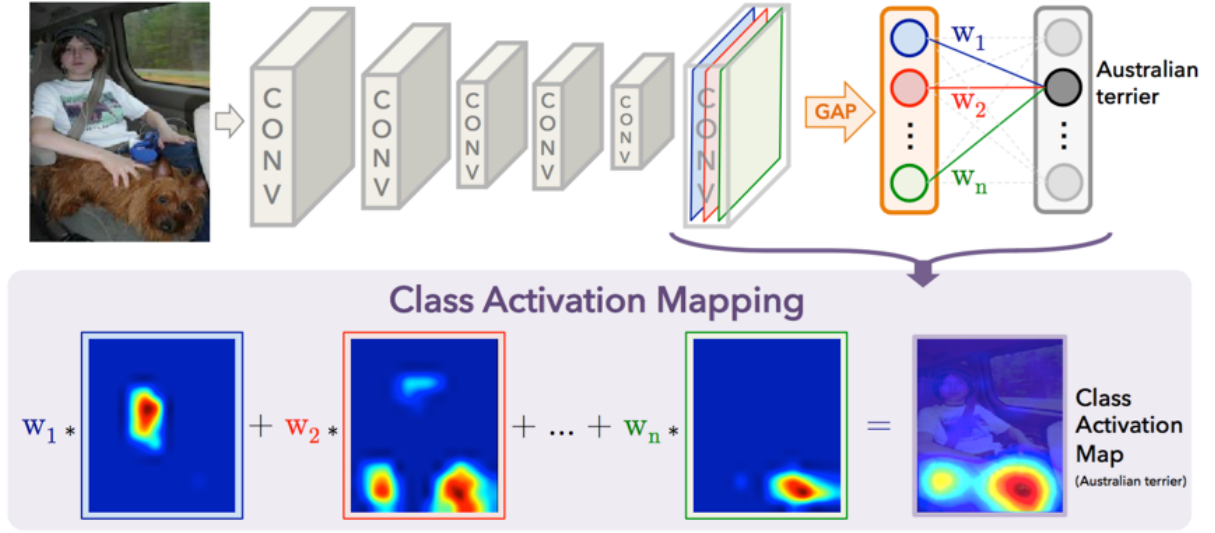 CONV
CONV
CONV
CONV
CONV
CONV
GAP
w1
w2
⋮
wn
⋮
Australian
terrier
Class Activation Mapping
w1 * + w2 * + ... + wn * =
Class
Activation
Map
(Australian terrier)